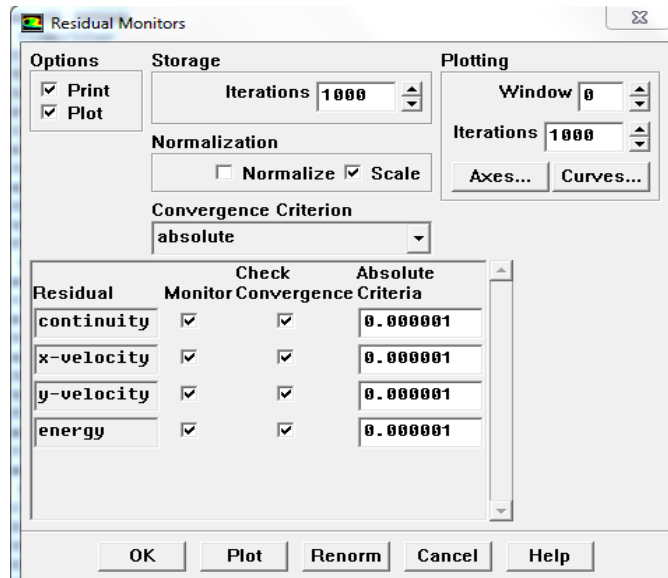 Residual Monitors
Options
Print
Plot
Storage
Iterations 1000
Normalization
Normalize Scale
Convergence Criterion
absolute
Plotting
Window 0
Iterations 1000
Axes... Curves...
Residual Monitor Check Convergence Absolute Criteria
continuity 0.000001
x-velocity 0.000001
y-velocity 0.000001
energy 0.000001
OK Plot Renorm Cancel Help